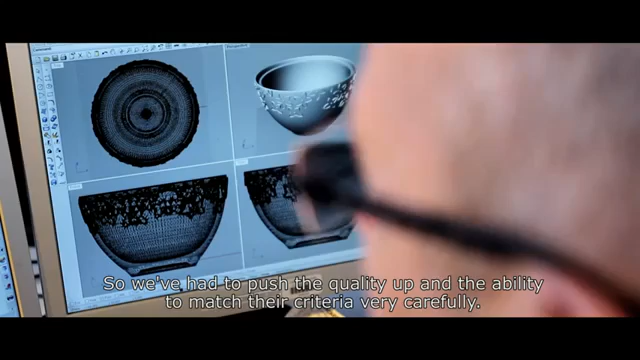 So we've had to push the quality up and the ability
to match their criteria very carefully.